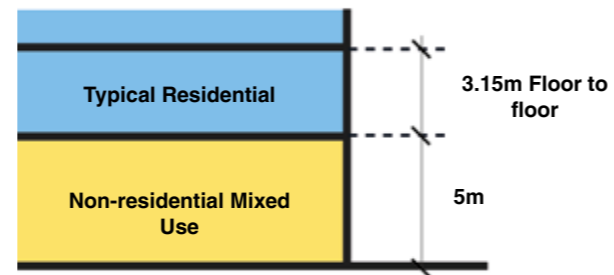 Typical Residential
3.15m Floor to
floor
Non-residential Mixed
Use
5m